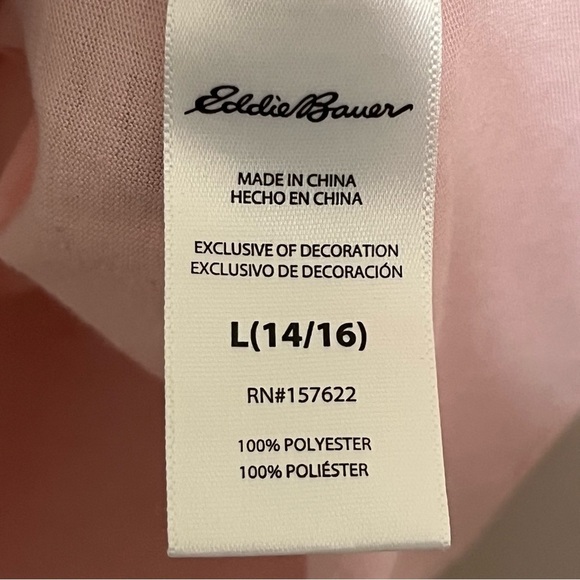 Eddie Bauer
MADE IN CHINA
HECHO EN CHINA
EXCLUSIVE OF DECORATION
EXCLUSIVO DE DECORACIÓN
L(14/16)
RN#157622
100% POLYESTER
100% POLIÉSTER